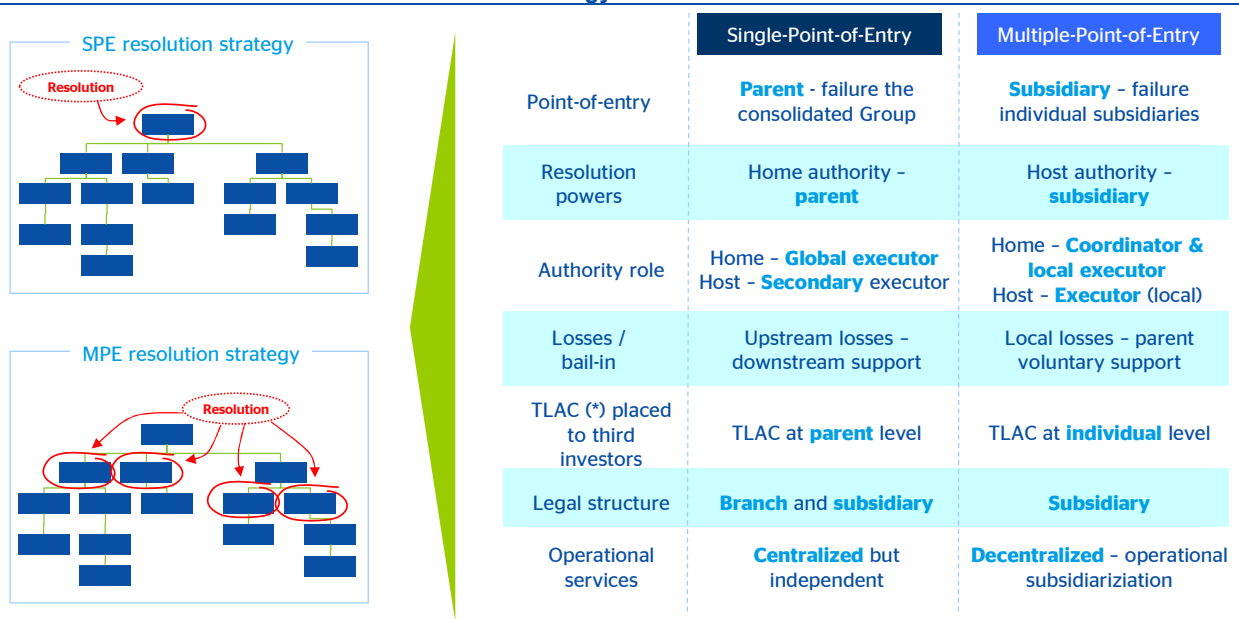 SPE resolution strategy
Resolution
MPE resolution strategy
Resolution
Single-Point-of-Entry
Multiple-Point-of-Entry
Point-of-entry
Parent - failure the
consolidated Group
Subsidiary – failure
individual subsidiaries
Resolution
powers
Home authority –
parent
Host authority –
subsidiary
Authority role
Home – Global executor
Host – Secondary executor
Home – Coordinator &
local executor
Host – Executor (local)
Losses /
bail-in
Upstream losses –
downstream support
Local losses – parent
voluntary support
TLAC (*) placed
to third
investors
TLAC at parent level
TLAC at individual level
Legal structure
Branch and subsidiary
Subsidiary
Operational
services
Centralized but
independent
Decentralized – operational
subsidiariziation